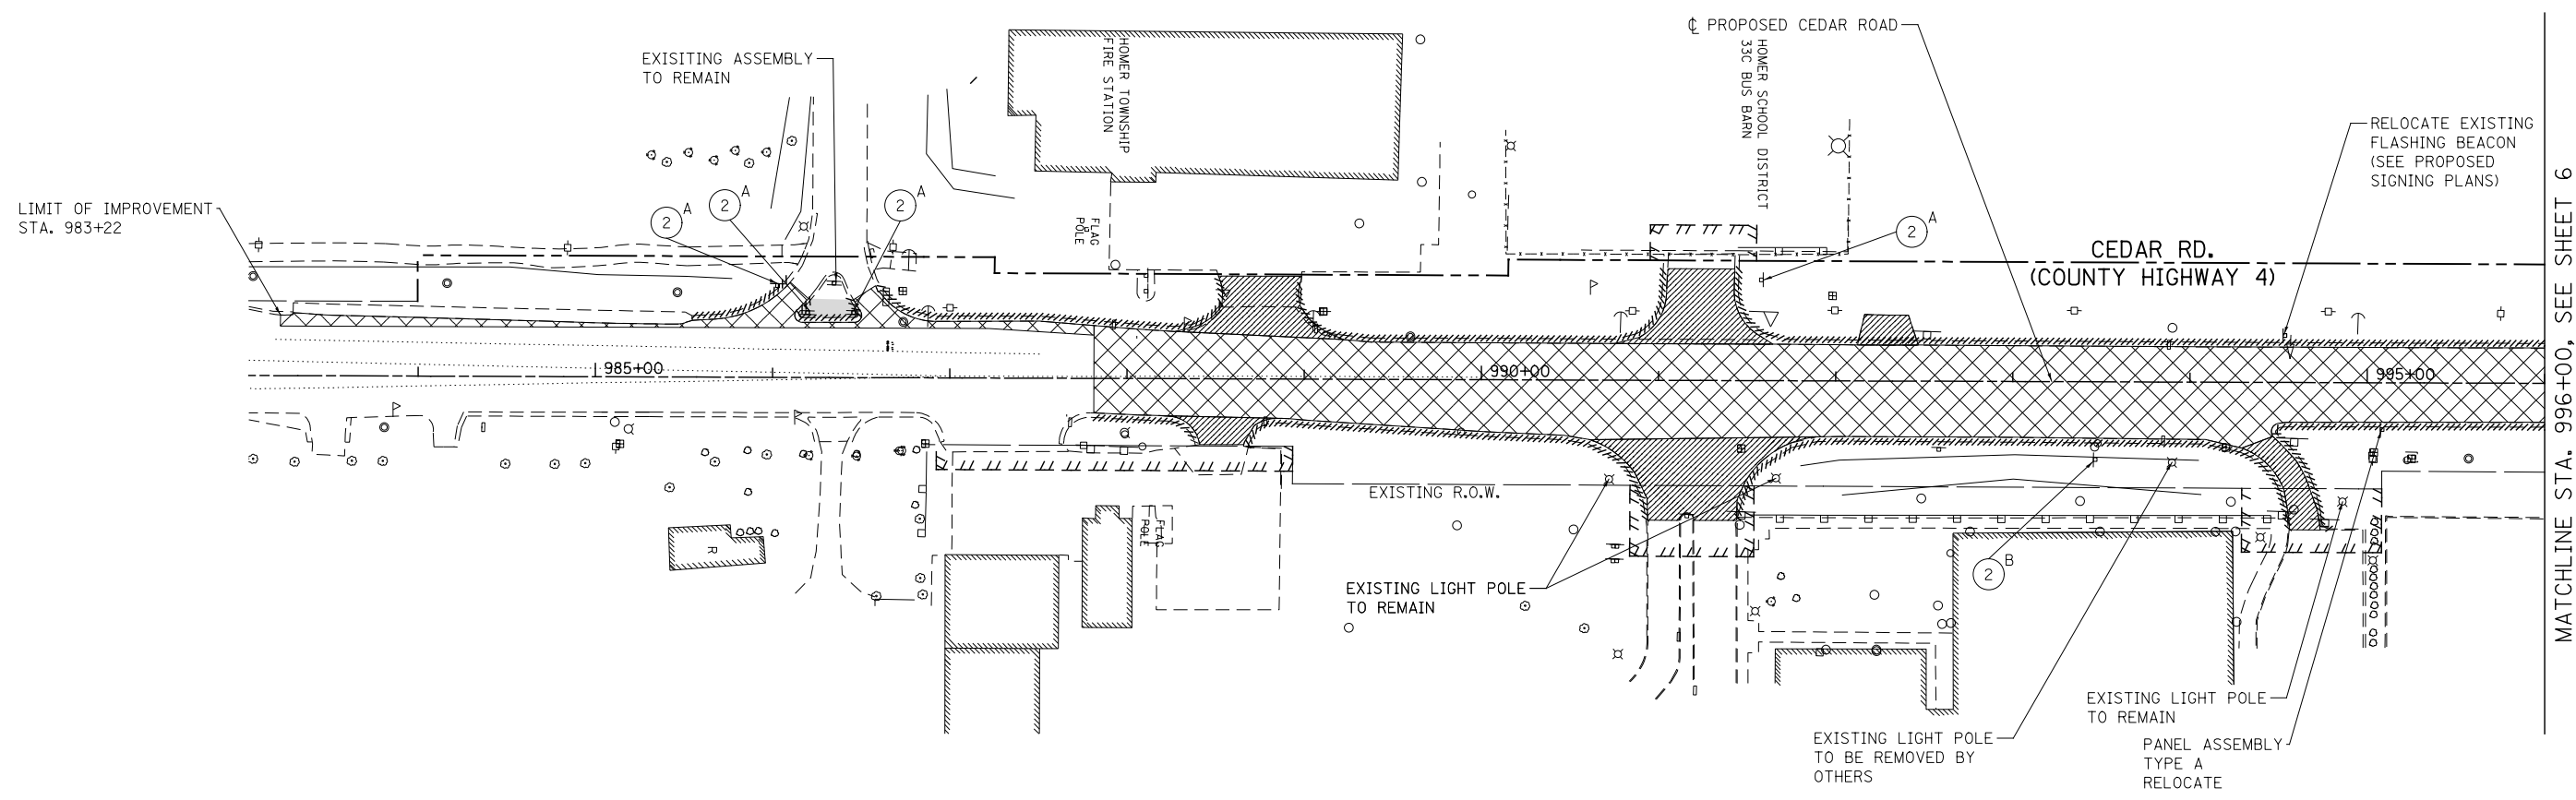 ₵ PROPOSED CEDAR ROAD
EXISITING ASSEMBLY
TO REMAIN
HOMER TOWNSHIP
FIRE STATION
HOMER SCHOOL DISTRICT
33C BUS BARN
RELOCATE EXISTING
FLASHING BEACON
(SEE PROPOSED
SIGNING PLANS)
LIMIT OF IMPROVEMENT
STA. 983+22
2 A
2 A
2 A
FLAG
POLE
2 A
CEDAR RD.
(COUNTY HIGHWAY 4)
985+00
990+00
995+00
EXISTING R.O.W.
FLAG
POLE
R
EXISTING LIGHT POLE
TO REMAIN
2 B
EXISTING LIGHT POLE
TO REMAIN
EXISTING LIGHT POLE
TO BE REMOVED BY
OTHERS
PANEL ASSEMBLY
TYPE A
RELOCATE
MATCHLINE STA. 996+00, SEE SHEET 6